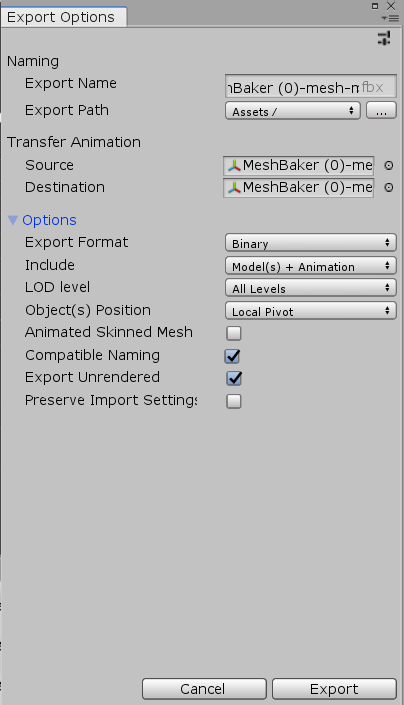 Export Options
Naming
Export Name hBaker (0)-mesh-m fbx
Export Path Assets / ...
Transfer Animation
Source MeshBaker (0)-me
Destination MeshBaker (0)-me
Options
Export Format Binary
Include Model(s) + Animation
LOD level All Levels
Object(s) Position Local Pivot
Animated Skinned Mesh
Compatible Naming
Export Unrendered
Preserve Import Settings
Cancel Export